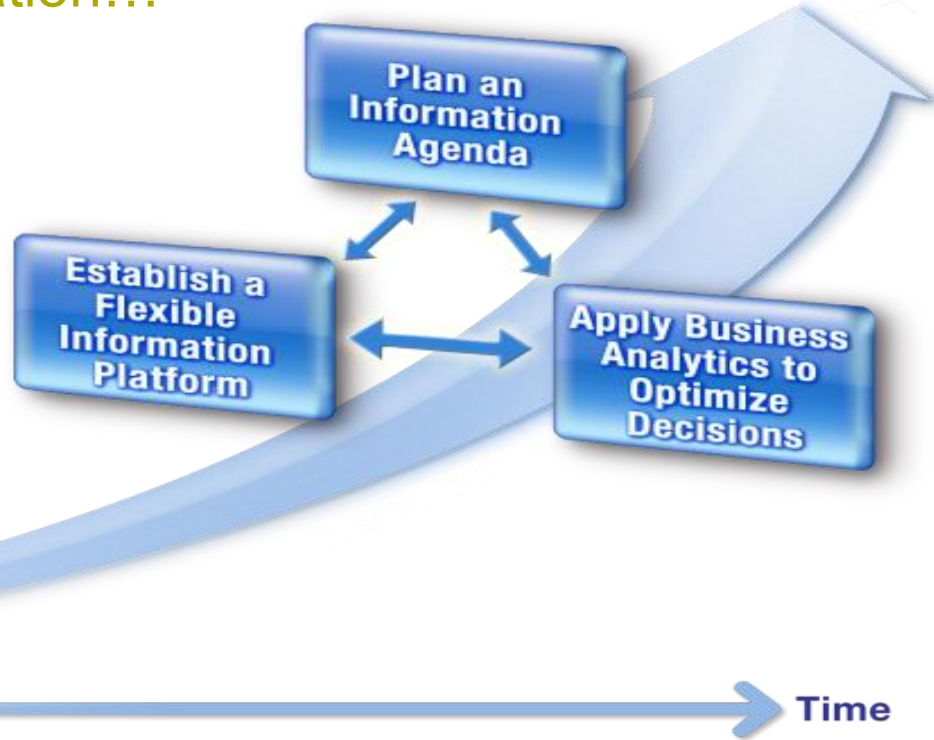 Plan an
Information
Agenda
Establish a
Flexible
Information
Platform
Apply Business
Analytics to
Optimize
Decisions
Time